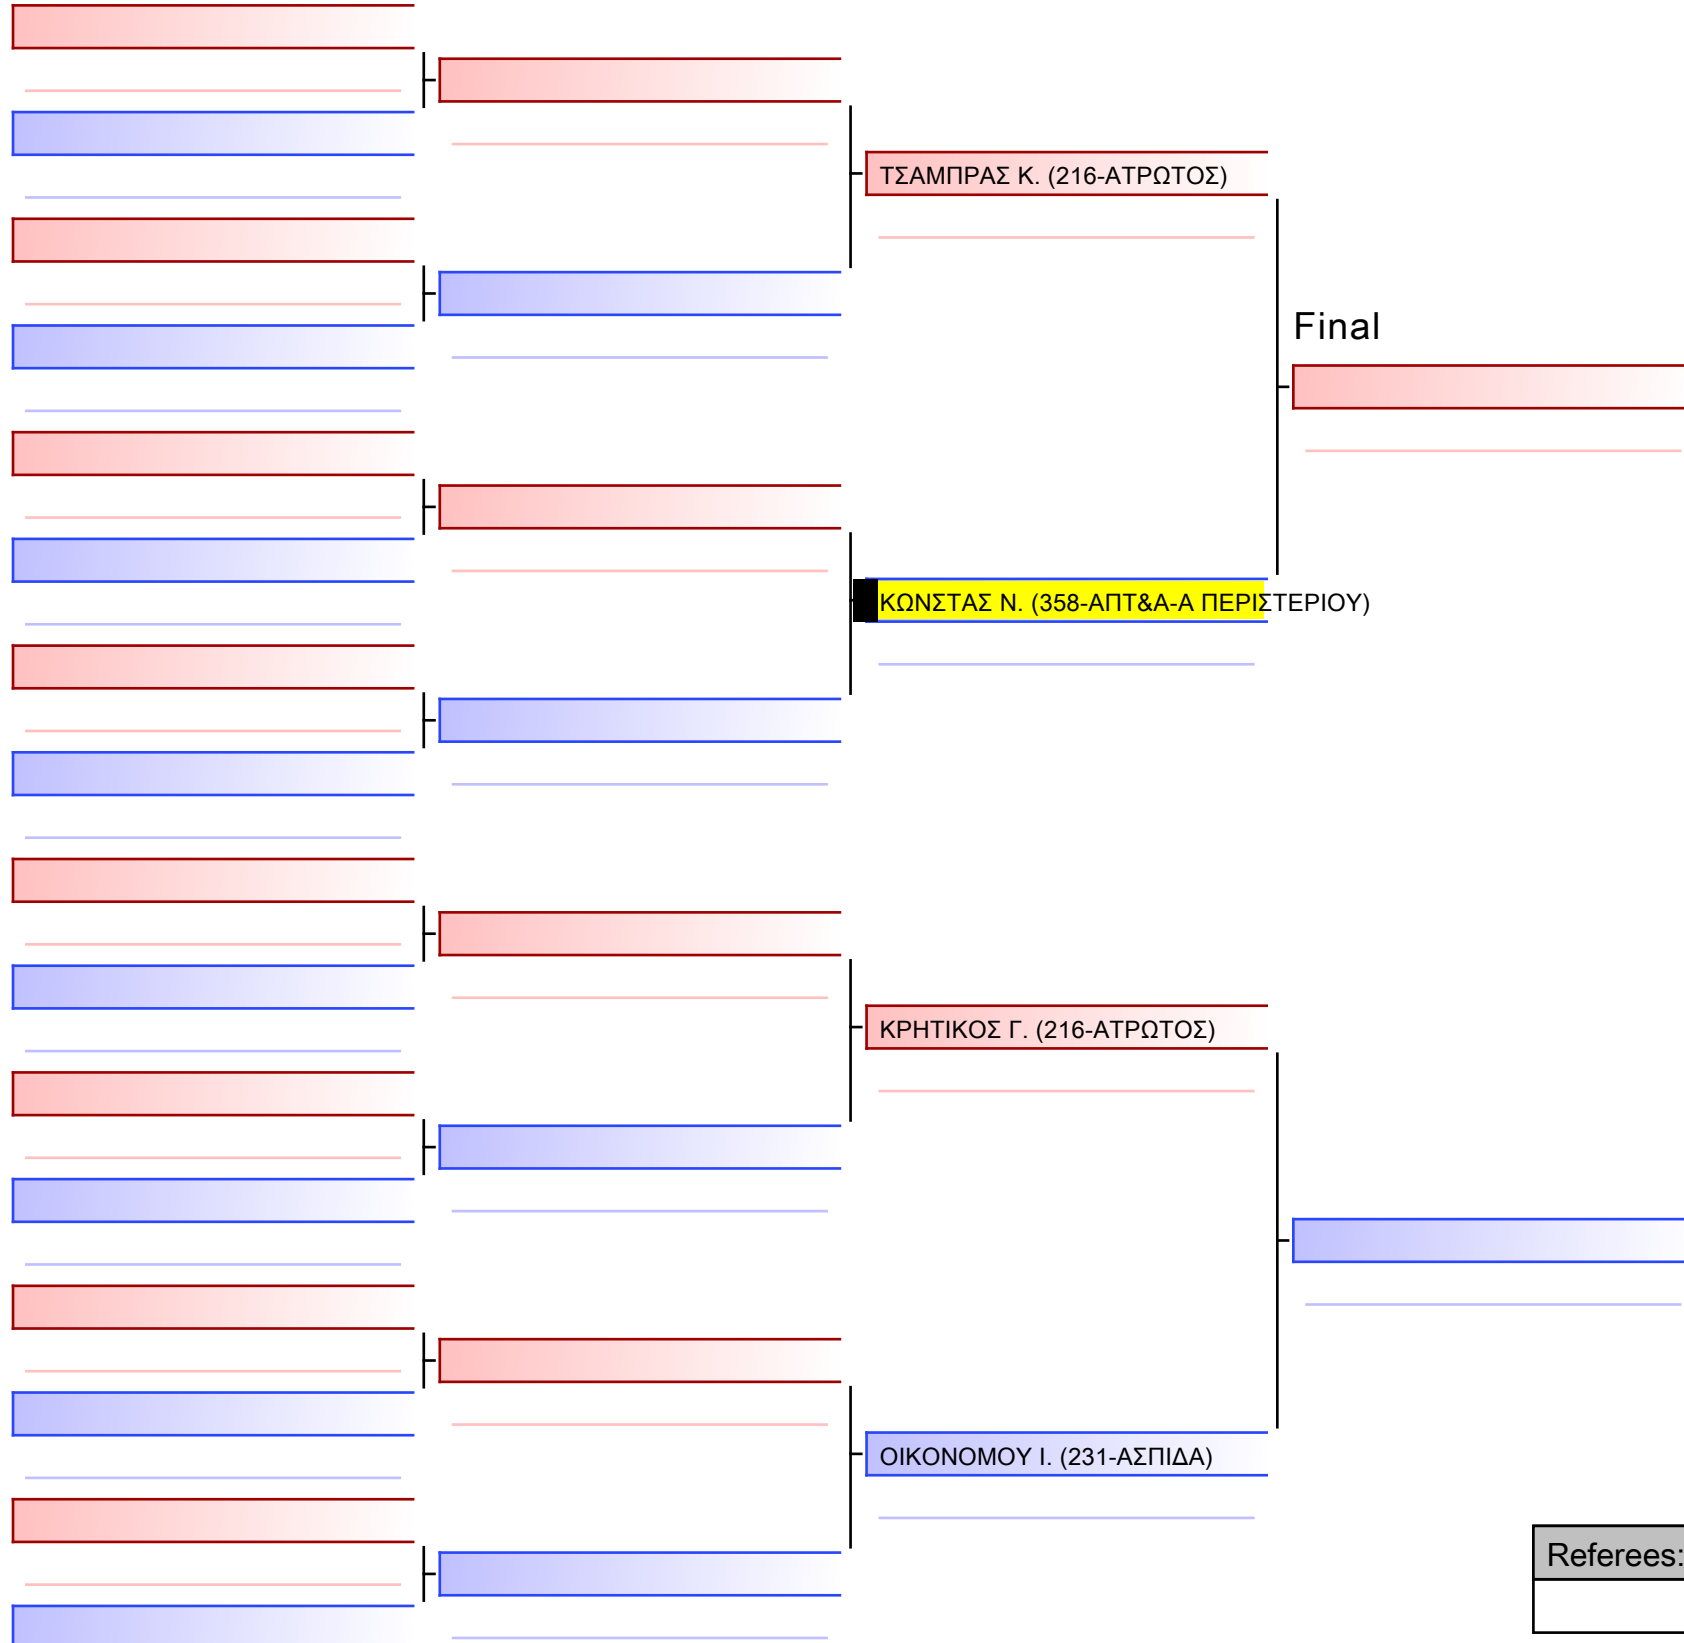 ΤΣΑΜΠΡΑΣ Κ. (216-ΑΤΡΩΤΟΣ)
Final
ΚΩΝΣΤΑΣ Ν. (358-ΑΠΤ&Α-Α ΠΕΡΙΣΤΕΡΙΟΥ)
ΚΡΗΤΙΚΟΣ Γ. (216-ΑΤΡΩΤΟΣ)
ΟΙΚΟΝΟΜΟΥ Ι. (231-ΑΣΠΙΔΑ)
Referees: